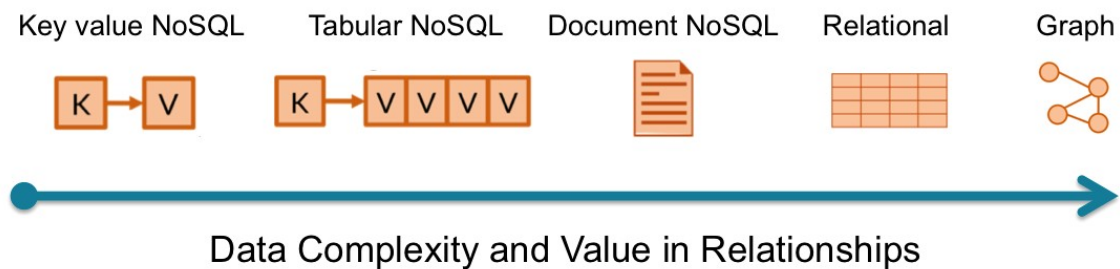 Key value NoSQL Tabular NoSQL Document NoSQL Relational Graph
K V K V V V V
Data Complexity and Value in Relationships